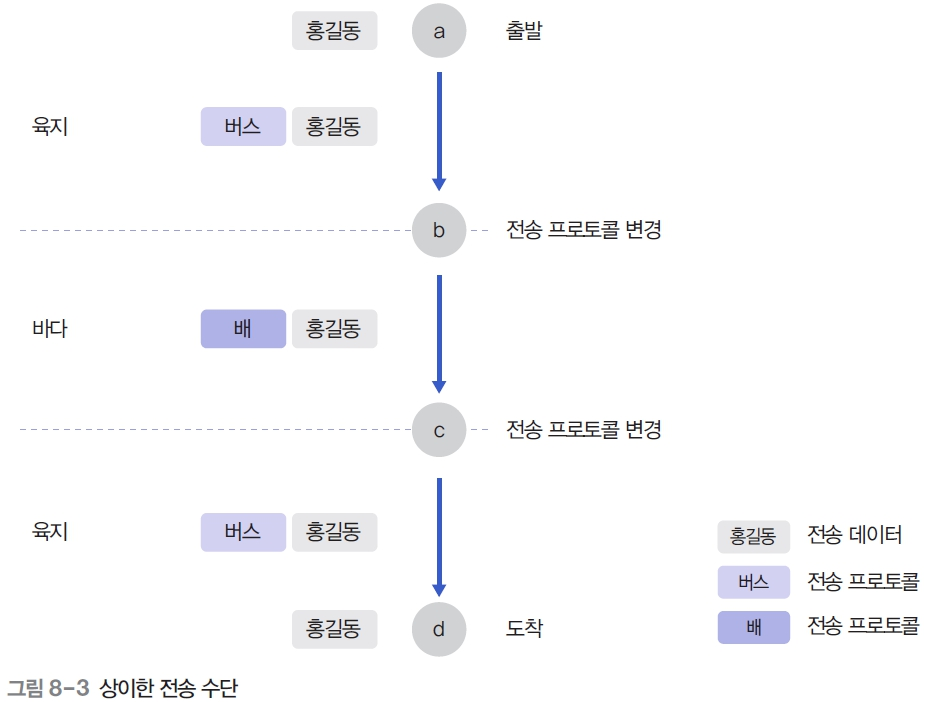 홍길동 a 출발
육지 버스 홍길동
b 전송 프로토콜 변경
바다 배 홍길동
c 전송 프로토콜 변경
육지 버스 홍길동
홍길동 d 도착
홍길동 전송 데이터
버스 전송 프로토콜
배 전송 프로토콜
그림 8-3 상이한 전송 수단